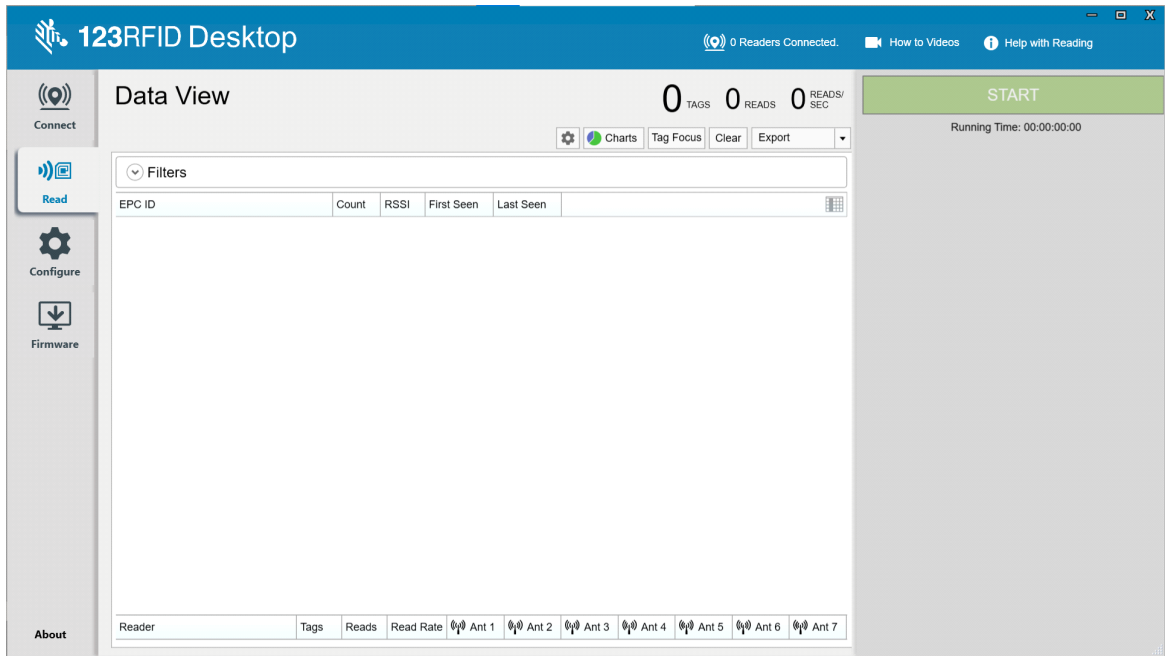 123RFID Desktop
0 Readers Connected.
How to Videos
Help with Reading
Connect
Read
Configure
Firmware
About
Data View
0 TAGS 0 READS 0 READS/SEC
Charts
Tag Focus
Clear
Export
Filters
EPC ID Count RSSI First Seen Last Seen
Reader Tags Reads Read Rate Ant 1 Ant 2 Ant 3 Ant 4 Ant 5 Ant 6 Ant 7
START
Running Time: 00:00:00:00